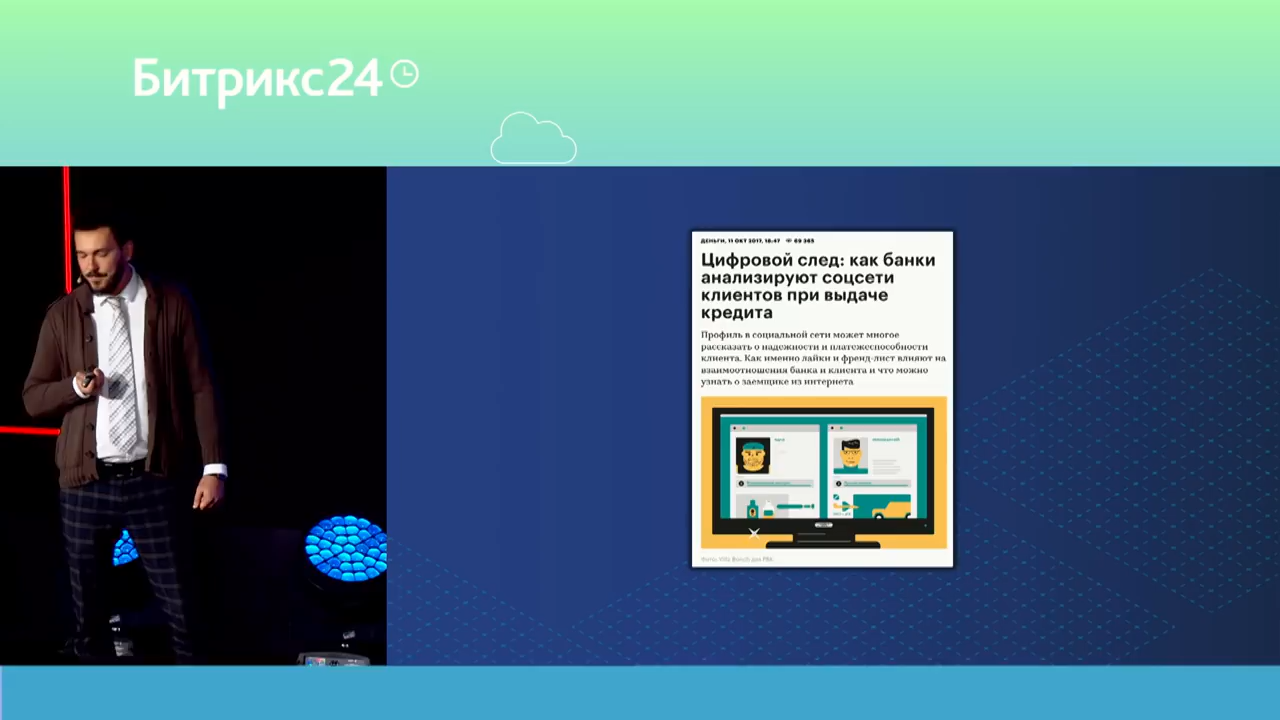 Битрикс24
ДЕНЬГИ, 11 ОКТ 2017, 18:47 69 365
Цифровой след: как банки
анализируют соцсети
клиентов при выдаче
кредита
Профиль в социальной сети может многое
рассказать о надежности и платежеспособности
клиента. Как именно лайки и френд-лист влияют на
взаимоотношения банка и клиента и что можно
узнать о заемщике из интернета